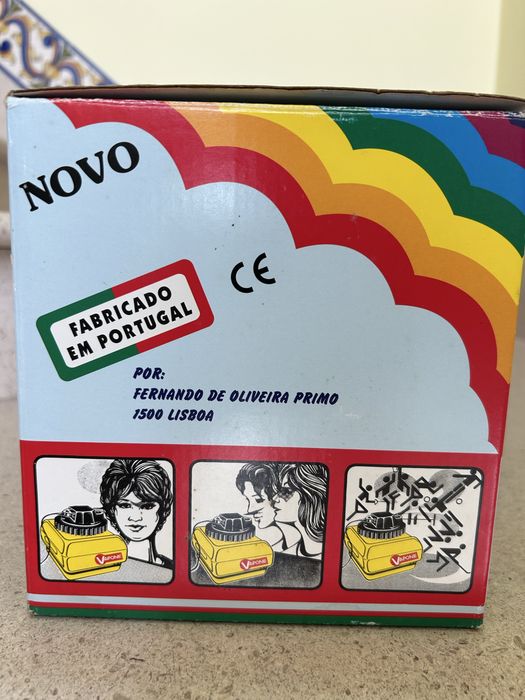 NOVO
CE
FABRICADO
EM PORTUGAL
POR:
FERNANDO DE OLIVEIRA PRIMO
1500 LISBOA
VAPONE
VAPONE
VAPONE